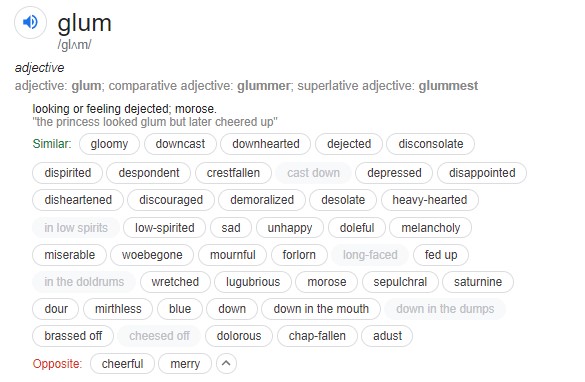 glum
/ɡlʌm/
adjective
adjective: glum; comparative adjective: glummer; superlative adjective: glummest
looking or feeling dejected; morose.
"the princess looked glum but later cheered up"
Similar: gloomy downcast downhearted dejected disconsolate
dispirited despondent crestfallen cast down depressed disappointed
disheartened discouraged demoralized desolate heavy-hearted
in low spirits low-spirited sad unhappy doleful melancholy
miserable woebegone mournful forlorn long-faced fed up
in the doldrums wretched lugubrious morose sepulchral saturnine
dour mirthless blue down down in the mouth down in the dumps
brassed off cheesed off dolorous chap-fallen adust
Opposite: cheerful merry